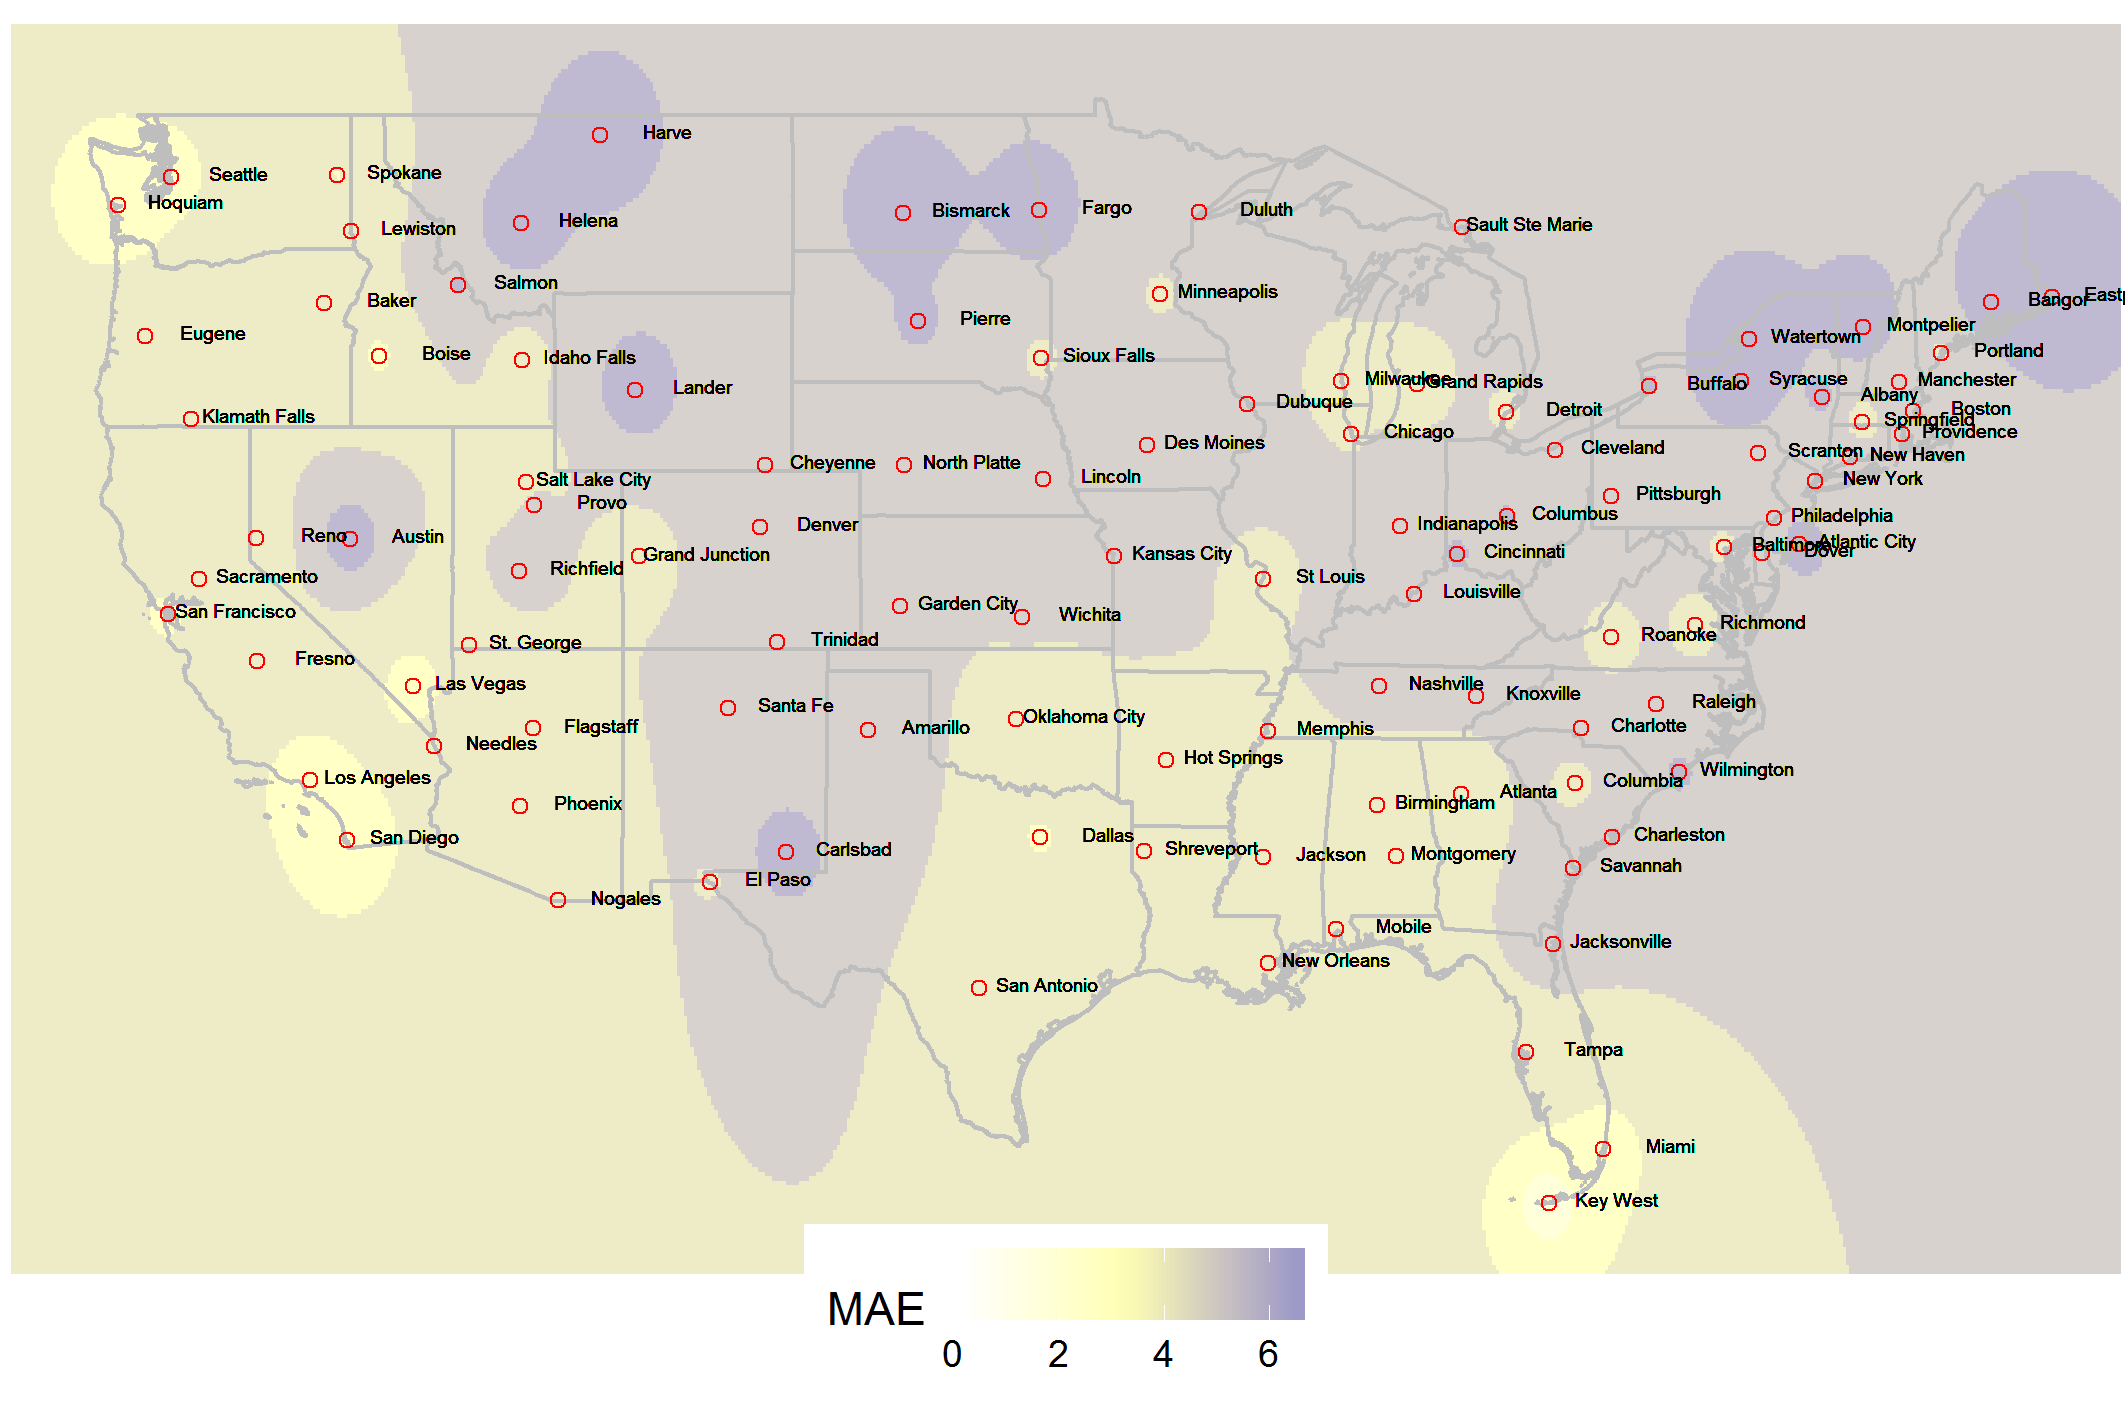 Harve
Seattle
Spokane
Hoquiam
Lewiston
Helena
Bismarck
Fargo
Duluth
Sault Ste Marie
Salmon
Baker
Minneapolis
Bangor
Eastp
Eugene
Pierre
Montpelier
Watertown
Boise
Idaho Falls
Sioux Falls
Portland
Lander
Milwaukee
Grand Rapids
Buffalo
Syracuse
Manchester
Albany
Dubuque
Detroit
Boston
Klamath Falls
Springfield
Providence
Chicago
Des Moines
Cleveland
Scranton
New Haven
Cheyenne
North Platte
Salt Lake City
Lincoln
New York
Provo
Pittsburgh
Denver
Indianapolis
Columbus
Philadelphia
Reno
Austin
Baltimore
Atlantic City
Dover
Grand Junction
Kansas City
Cincinnati
Richfield
Sacramento
St Louis
Louisville
San Francisco
Garden City
Wichita
Richmond
Roanoke
St. George
Trinidad
Fresno
Las Vegas
Nashville
Knoxville
Santa Fe
Raleigh
Flagstaff
Amarillo
Oklahoma City
Memphis
Charlotte
Needles
Hot Springs
Wilmington
Los Angeles
Columbia
Phoenix
Birmingham
Atlanta
San Diego
Dallas
Charleston
Carlsbad
Shreveport
Jackson
Montgomery
El Paso
Savannah
Nogales
Mobile
Jacksonville
New Orleans
San Antonio
Tampa
Miami
Key West
MAE
0 2 4 6